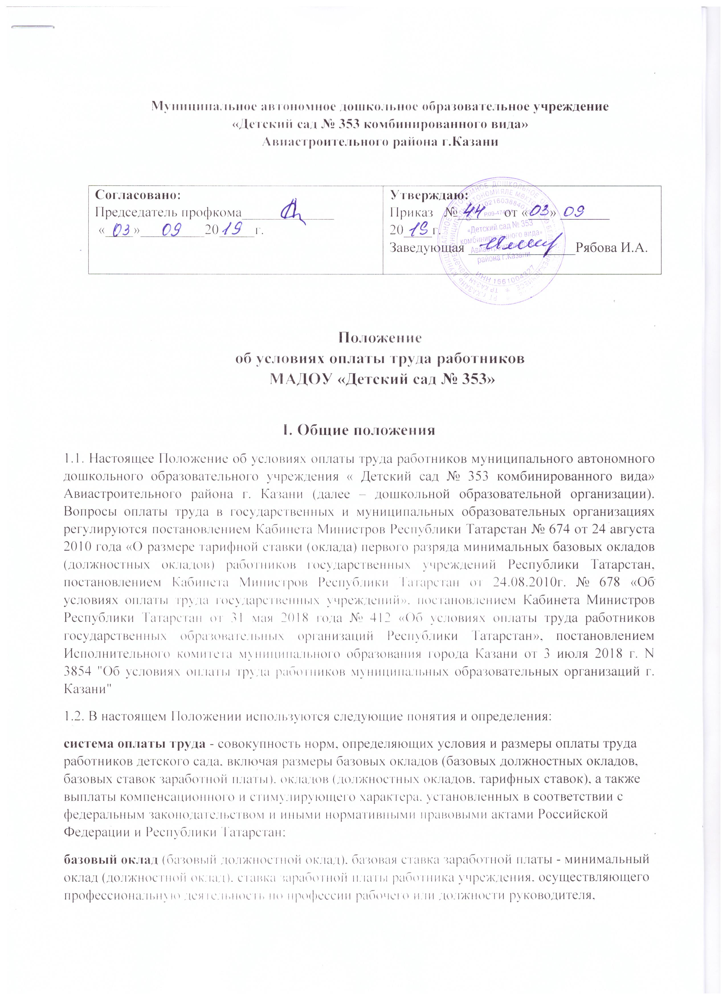 Муниципальное автономное дошкольное образовательное учреждение
«Детский сад № 353 комбинированного вида»
Авиастроительного района г.Казани
Согласовано:
Председатель профкома
«03» 09 2019 г.
Утверждаю:
Приказ № 44 от «03» 09
2019 г.
Заведующая Рябова И.А.
«Детский сад № 353
комбинированного вида»
Авиастроительного
района г.Казани
ИНН 1661004327
Положение
об условиях оплаты труда работников
МАДОУ «Детский сад № 353»
I. Общие положения
1.1. Настоящее Положение об условиях оплаты труда работников муниципального автономного
дошкольного образовательного учреждения « Детский сад № 353 комбинированного вида»
Авиастроительного района г. Казани (далее – дошкольной образовательной организации).
Вопросы оплаты труда в государственных и муниципальных образовательных организациях
регулируются постановлением Кабинета Министров Республики Татарстан № 674 от 24 августа
2010 года «О размере тарифной ставки (оклада) первого разряда минимальных базовых окладов
(должностных окладов) работников государственных учреждений Республики Татарстан,
постановлением Кабинета Министров Республики Татарстан от 24.08.2010г. № 678 «Об
условиях оплаты труда государственных учреждений», постановлением Кабинета Министров
Республики Татарстан от 31 мая 2018 года № 412 «Об условиях оплаты труда работников
государственных образовательных организаций Республики Татарстан», постановлением
Исполнительного комитета муниципального образования города Казани от 3 июля 2018 г. N
3854 "Об условиях оплаты труда работников муниципальных образовательных организаций г.
Казани"
1.2. В настоящем Положении используются следующие понятия и определения:
система оплаты труда - совокупность норм, определяющих условия и размеры оплаты труда
работников детского сада, включая размеры базовых окладов (базовых должностных окладов,
базовых ставок заработной платы), окладов (должностных окладов, тарифных ставок), а также
выплаты компенсационного и стимулирующего характера, установленных в соответствии с
федеральным законодательством и иными нормативными правовыми актами Российской
Федерации и Республики Татарстан;
базовый оклад (базовый должностной оклад), базовая ставка заработной платы - минимальный
оклад (должностной оклад), ставка заработной платы работника учреждения, осуществляющего
профессиональную деятельность по профессии рабочего или должности руководителя,